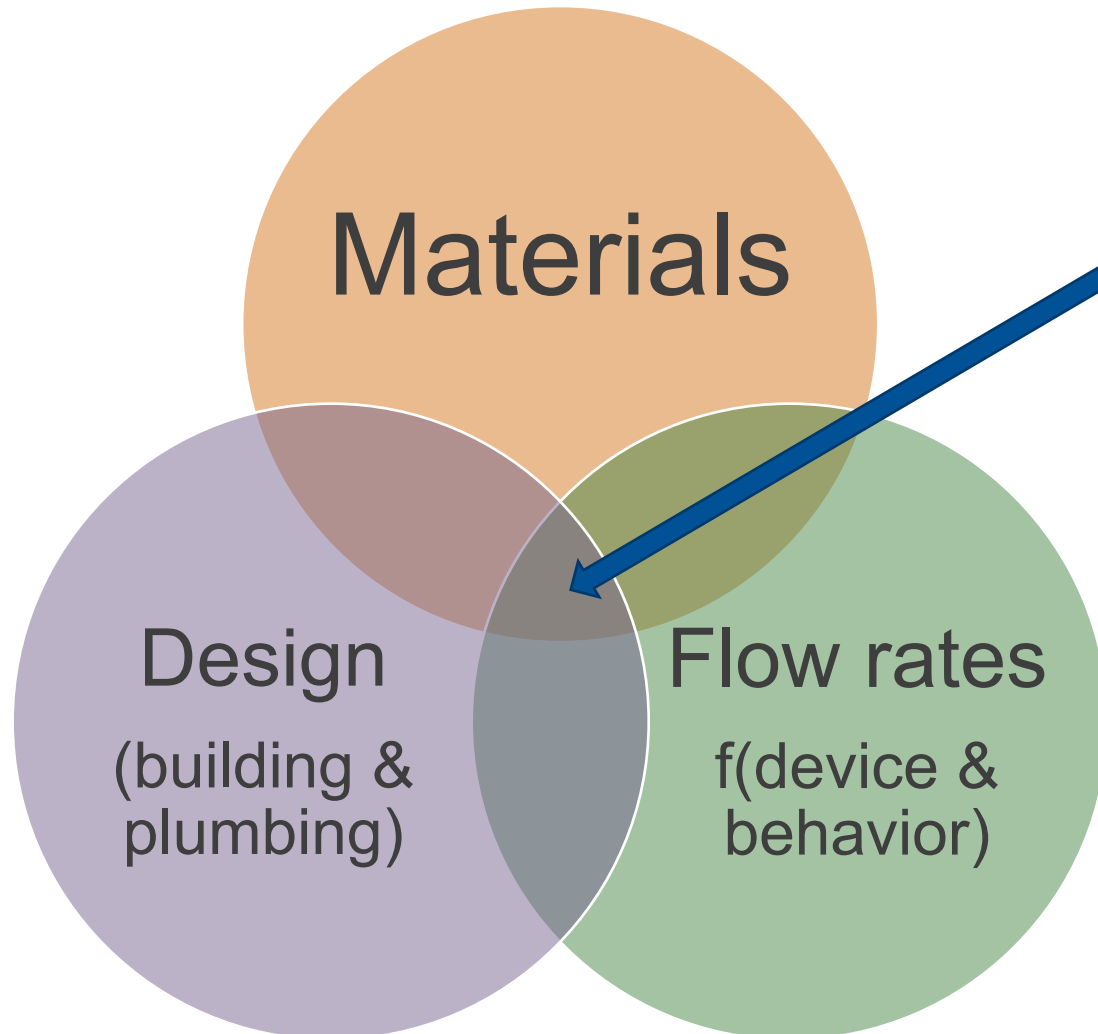 Materials
Design
(building &
plumbing)
Flow rates
f(device &
behavior)